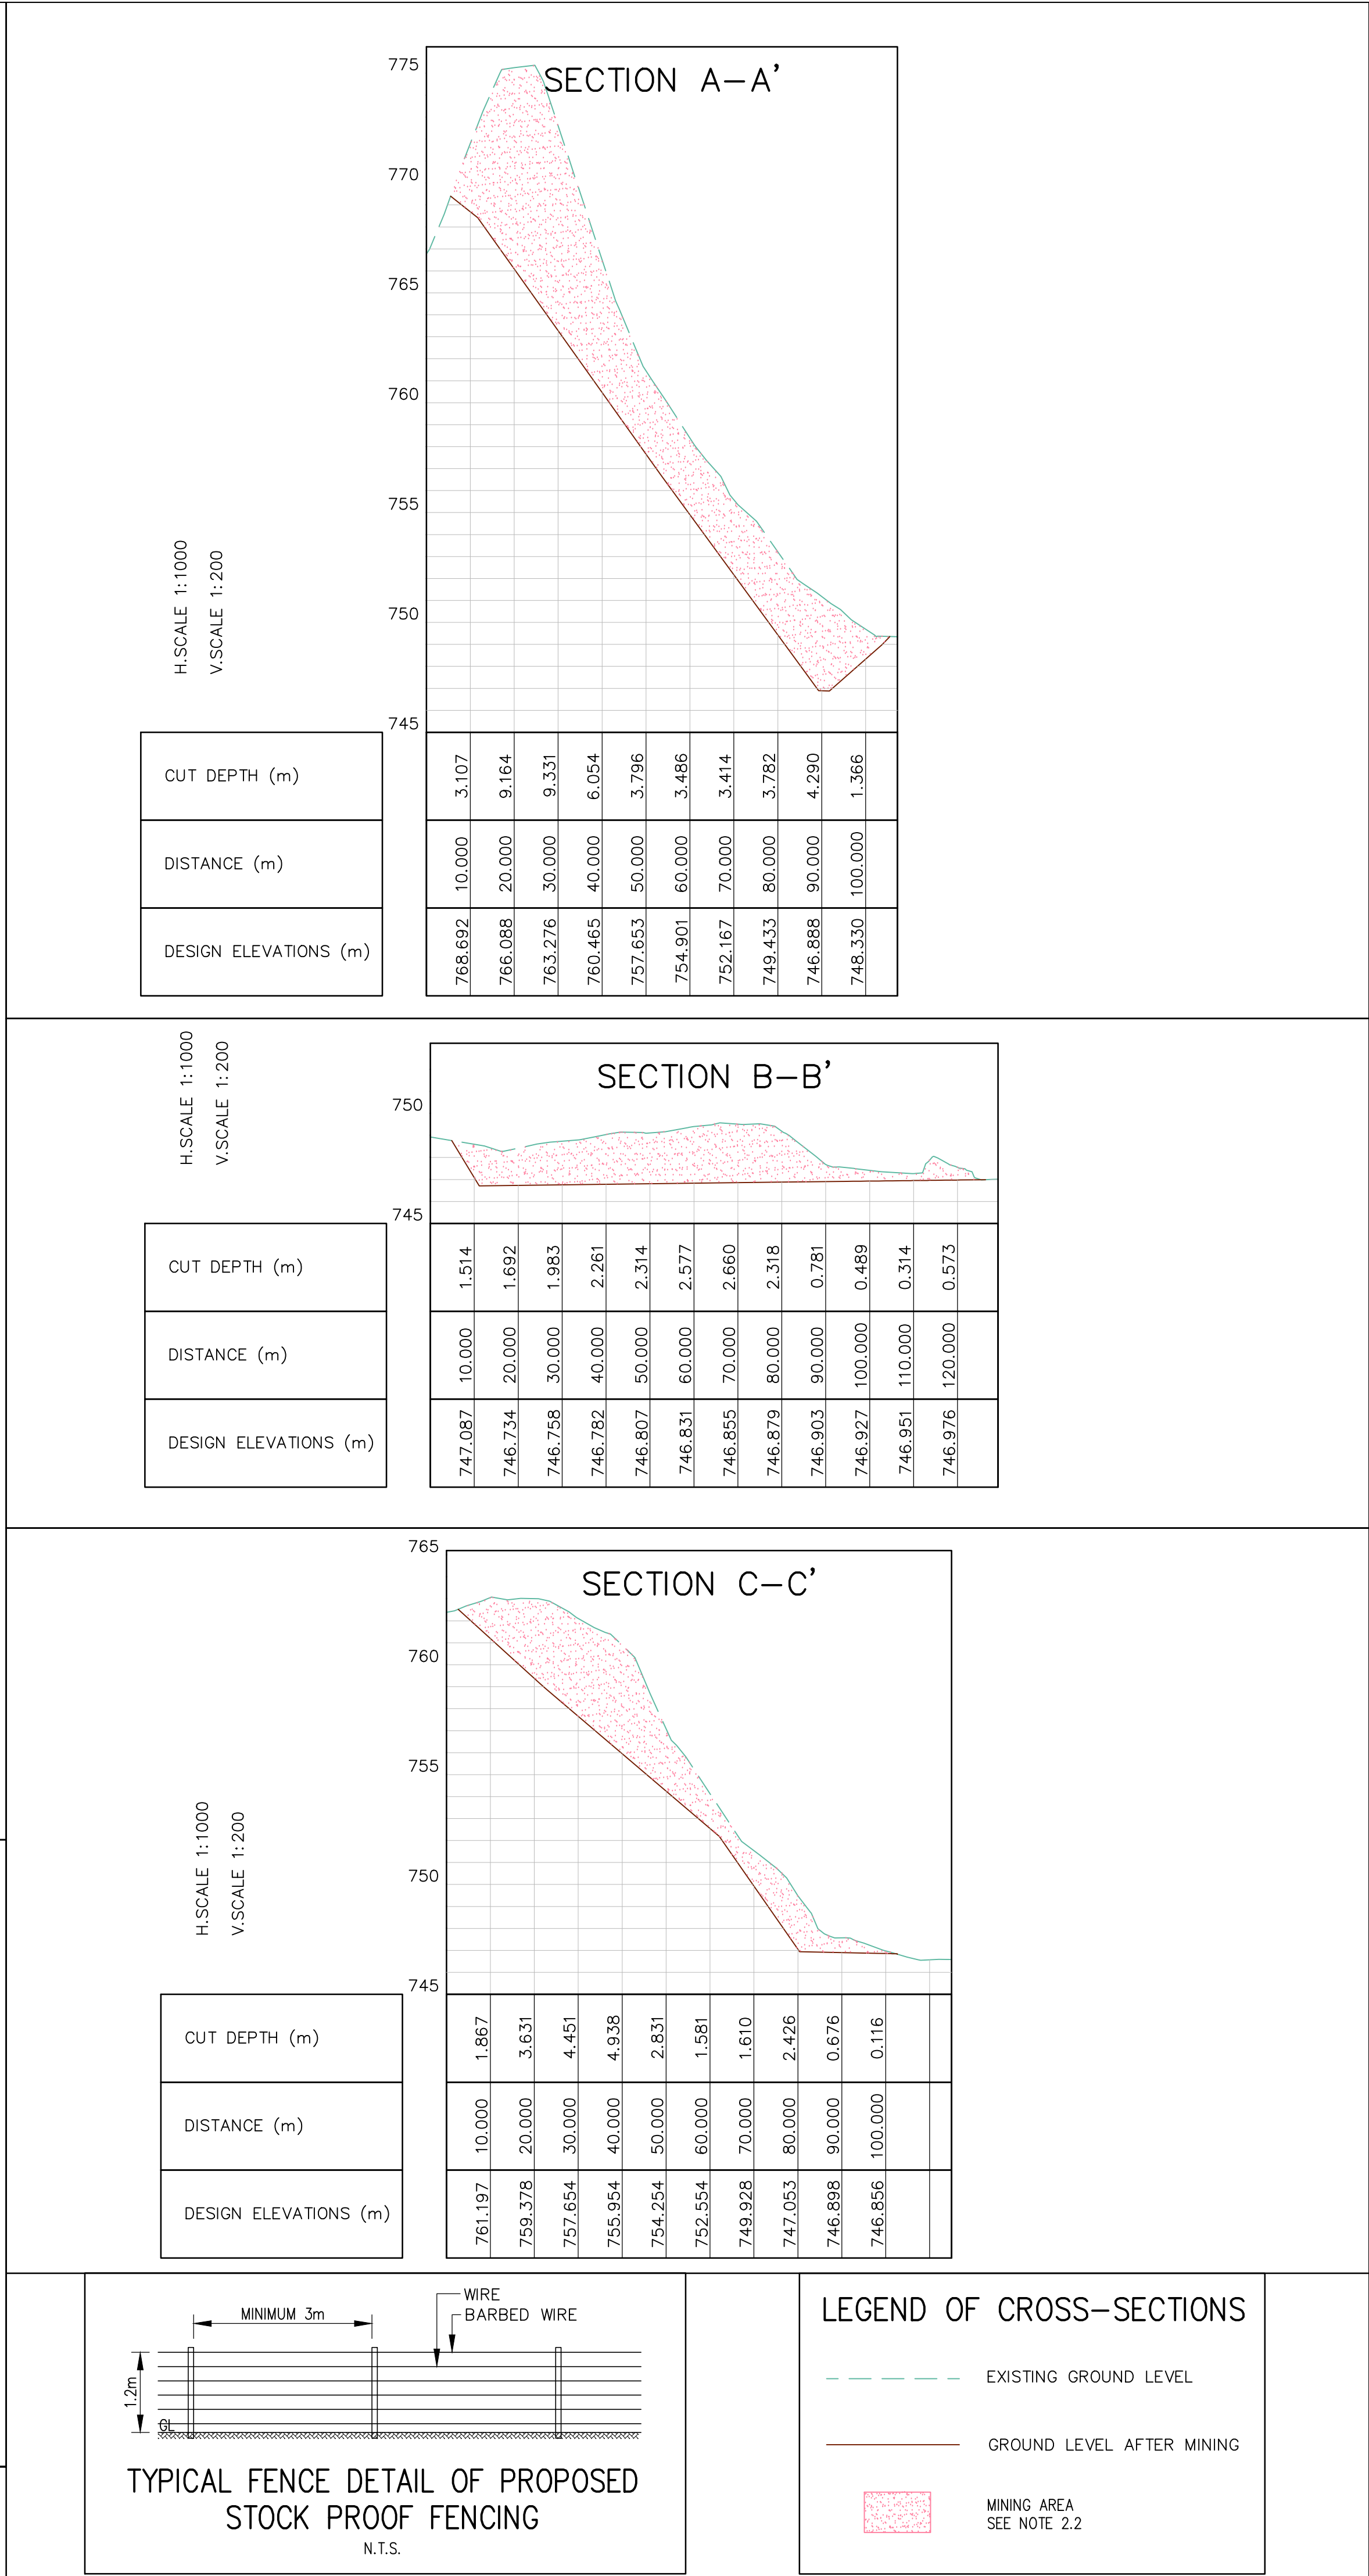 SECTION A-A'
775
770
765
760
755
750
745
H.SCALE 1:1000
V.SCALE 1:200
CUT DEPTH (m) 3.107 9.164 9.331 6.054 3.796 3.486 3.414 3.782 4.290 1.366
DISTANCE (m) 10.000 20.000 30.000 40.000 50.000 60.000 70.000 80.000 90.000 100.000
DESIGN ELEVATIONS (m) 768.692 766.088 763.276 760.465 757.653 754.901 752.167 749.433 746.888 748.330
SECTION B-B'
H.SCALE 1:1000
V.SCALE 1:200
750
745
CUT DEPTH (m) 1.514 1.692 1.983 2.261 2.314 2.577 2.660 2.318 0.781 0.489 0.314 0.573
DISTANCE (m) 10.000 20.000 30.000 40.000 50.000 60.000 70.000 80.000 90.000 100.000 110.000 120.000
DESIGN ELEVATIONS (m) 747.087 746.734 746.758 746.782 746.807 746.831 746.855 746.879 746.903 746.927 746.951 746.976
SECTION C-C'
765
760
755
750
745
H.SCALE 1:1000
V.SCALE 1:200
CUT DEPTH (m) 1.867 3.631 4.451 4.938 2.831 1.581 1.610 2.426 0.676 0.116
DISTANCE (m) 10.000 20.000 30.000 40.000 50.000 60.000 70.000 80.000 90.000 100.000
DESIGN ELEVATIONS (m) 761.197 759.378 757.654 755.954 754.254 752.554 749.928 747.053 746.898 746.856
WIRE
BARBED WIRE
MINIMUM 3m
1.2m
GL
TYPICAL FENCE DETAIL OF PROPOSED
STOCK PROOF FENCING
N.T.S.
LEGEND OF CROSS-SECTIONS
EXISTING GROUND LEVEL
GROUND LEVEL AFTER MINING
MINING AREA
SEE NOTE 2.2